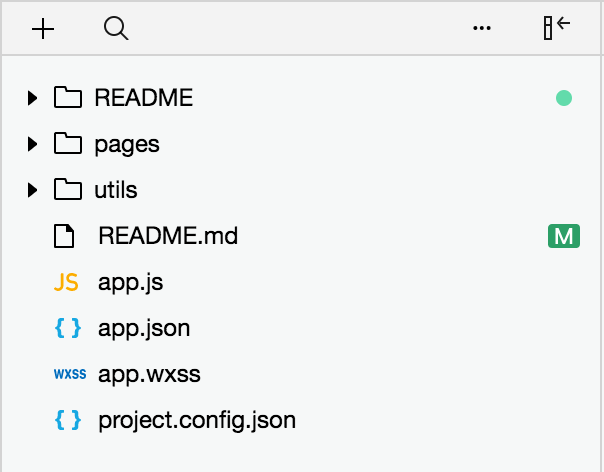 README
pages
utils
README.md M
JS app.js
{ } app.json
wxss app.wxss
{ } project.config.json